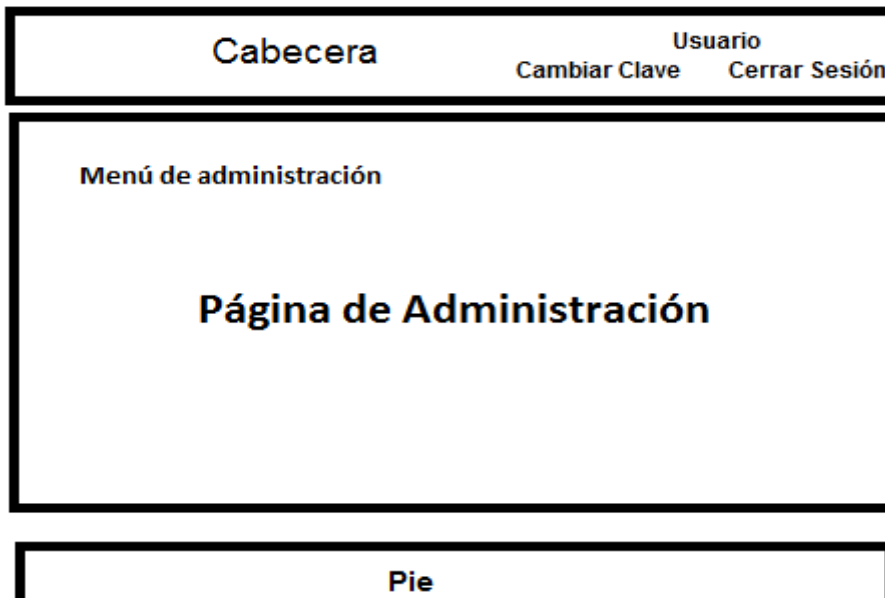 Cabecera
Usuario
Cambiar Clave Cerrar Sesión
Menú de administración
Página de Administración
Pie